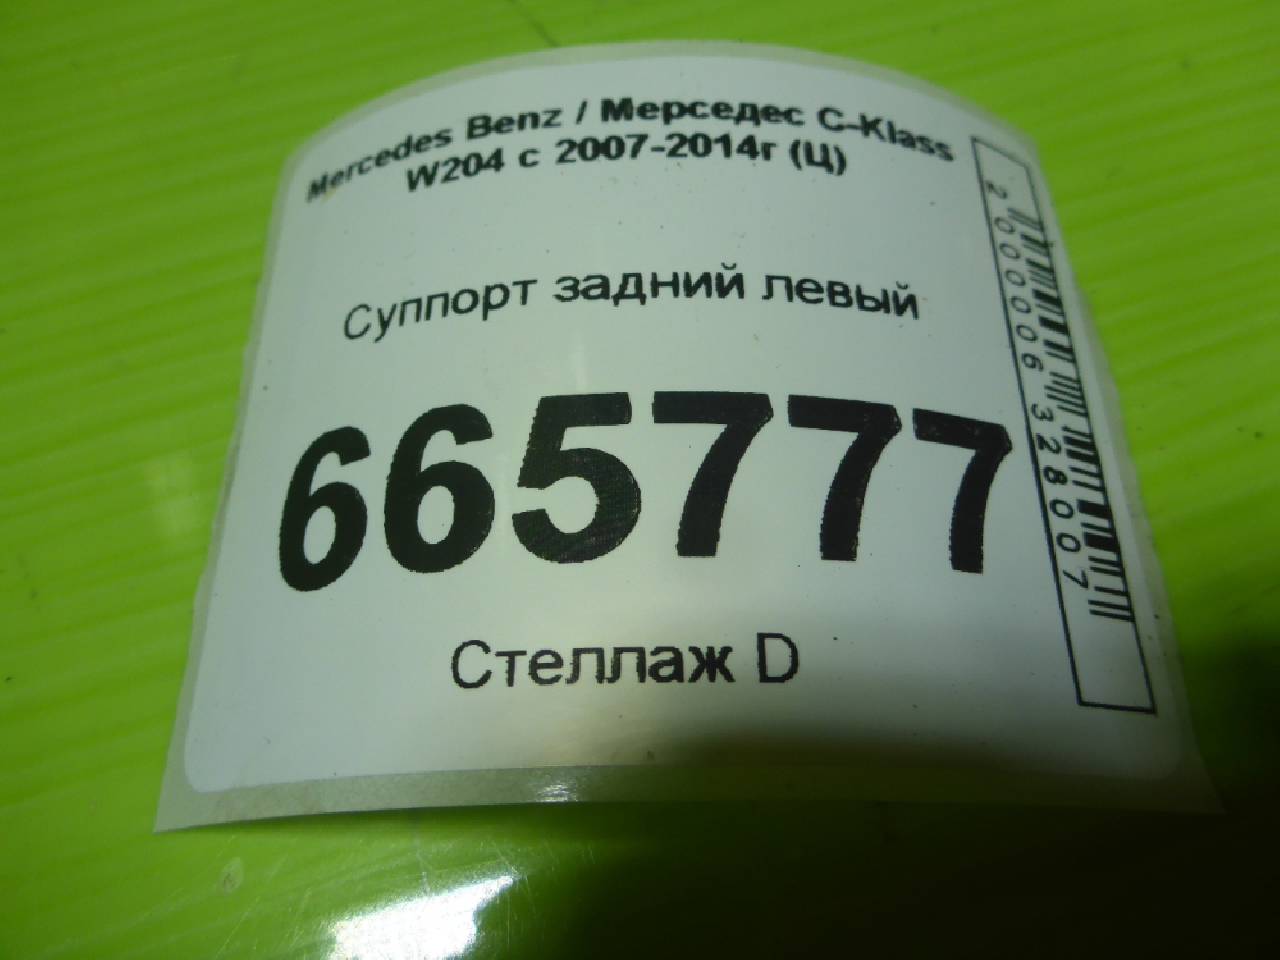 Mercedes Benz / Мерседес C-Klass
W204 с 2007-2014г (Ц)
Суппорт задний левый
665777
Стеллаж D
2000006328007